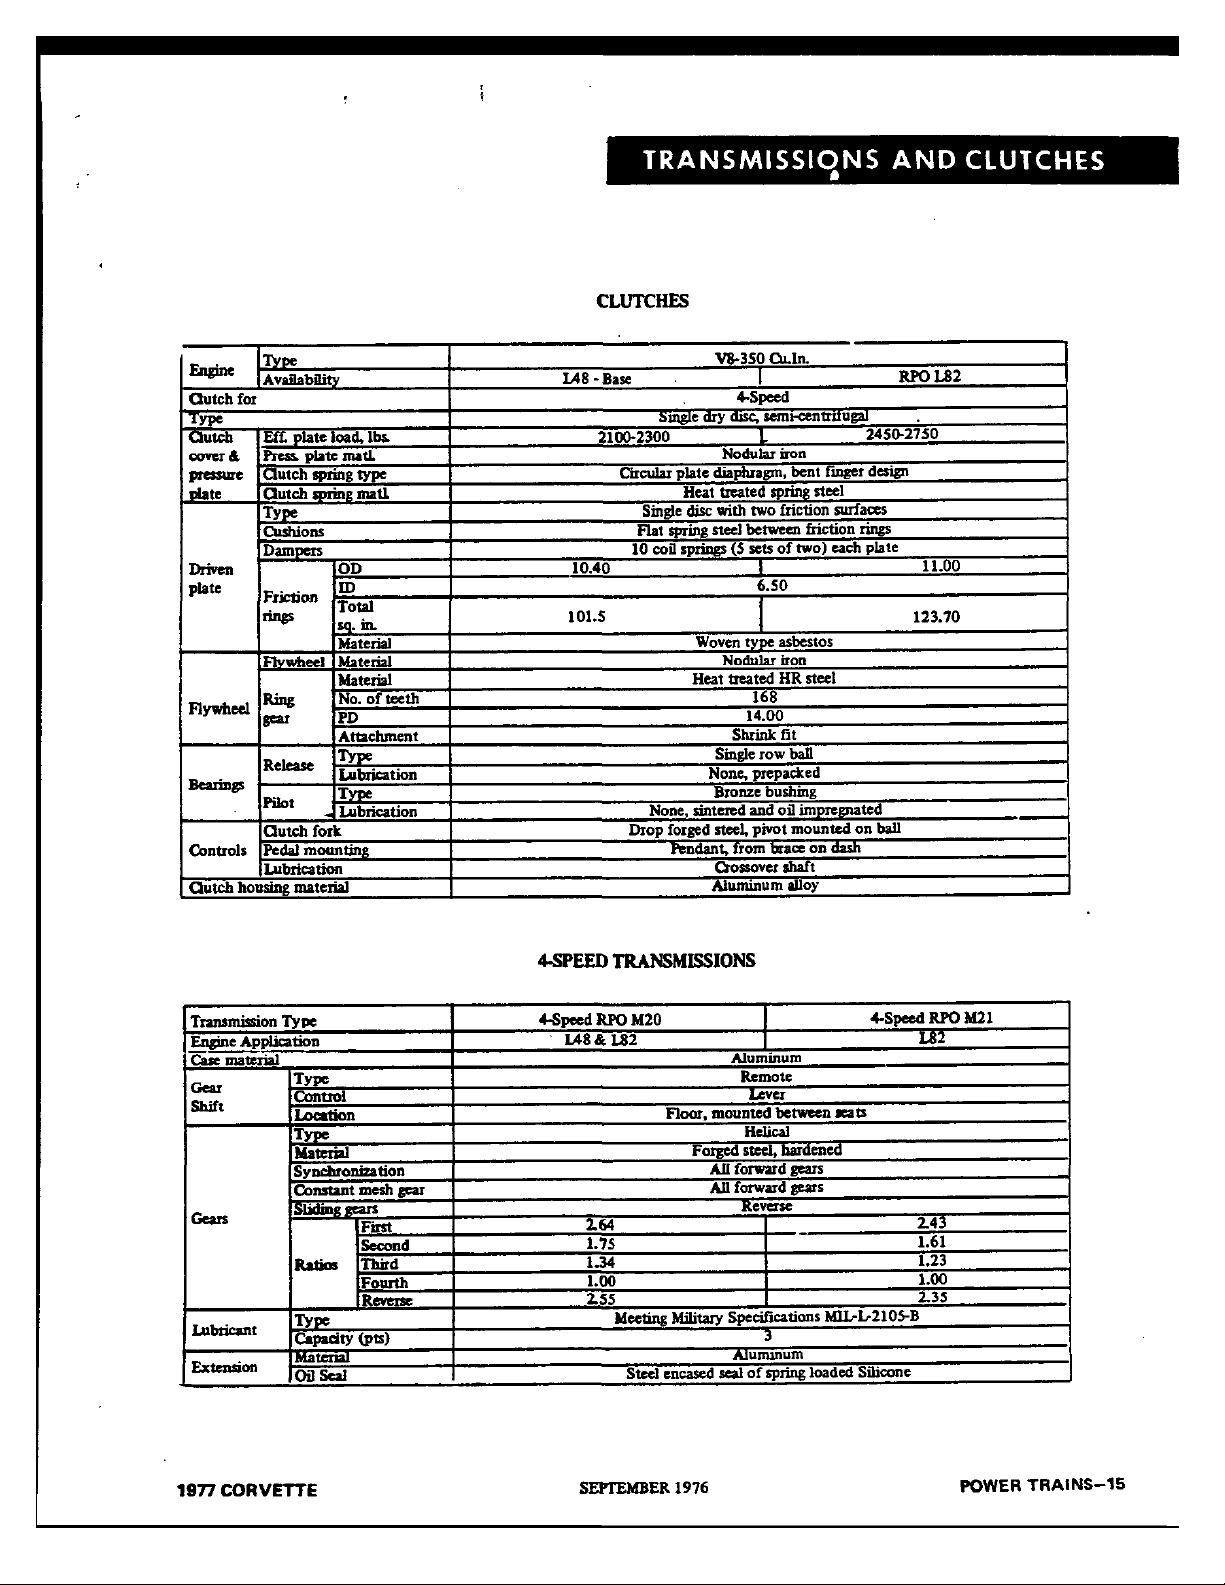 TRANSMISSIONS AND CLUTCHES
CLUTCHES
Engine Type V8-350 Cu.In.
Availability L48 - Base RPO L82
Clutch for 4-Speed
Type Single dry disc, semi-centrifugal
Clutch cover & pressure plate Eff. plate load, lbs. 2100-2300 2450-2750
Press. plate matl. Nodular iron
Clutch spring type Circular plate diaphragm, bent finger design
Clutch spring matl. Heat treated spring steel
Driven plate Type Single disc with two friction surfaces
Cushions Flat spring steel between friction rings
Dampers 10 coil springs (5 sets of two) each plate
Friction rings OD 10.40 11.00
ID 6.50
Total sq. in. 101.5 123.70
Material Woven type asbestos
Flywheel Flywheel Material Nodular iron
Ring gear Material Heat treated HR steel
No. of teeth 168
PD 14.00
Attachment Shrink fit
Bearings Release Type Single row ball
Lubrication None, prepacked
Pilot Type Bronze bushing
Lubrication None, sintered and oil impregnated
Controls Clutch fork Drop forged steel, pivot mounted on ball
Pedal mounting Pendant, from brace on dash
Lubrication Crossover shaft
Clutch housing material Aluminum alloy
4-SPEED TRANSMISSIONS
Transmission Type 4-Speed RPO M20 4-Speed RPO M21
Engine Application L48 & L82 L82
Case material Aluminum
Gear Shift Type Remote
Control Lever
Location Floor, mounted between seats
Gears Type Helical
Material Forged steel, hardened
Synchronization All forward gears
Constant mesh gear All forward gears
Sliding gears Reverse
Ratios First 2.64 2.43
Second 1.75 1.61
Third 1.34 1.23
Fourth 1.00 1.00
Reverse 2.55 2.35
Lubricant Type Meeting Military Specifications MIL-L-2105-B
Capacity (pts) 3
Extension Material Aluminum
Oil Seal Steel encased seal of spring loaded Silicone
1977 CORVETTE SEPTEMBER 1976 POWER TRAINS–15